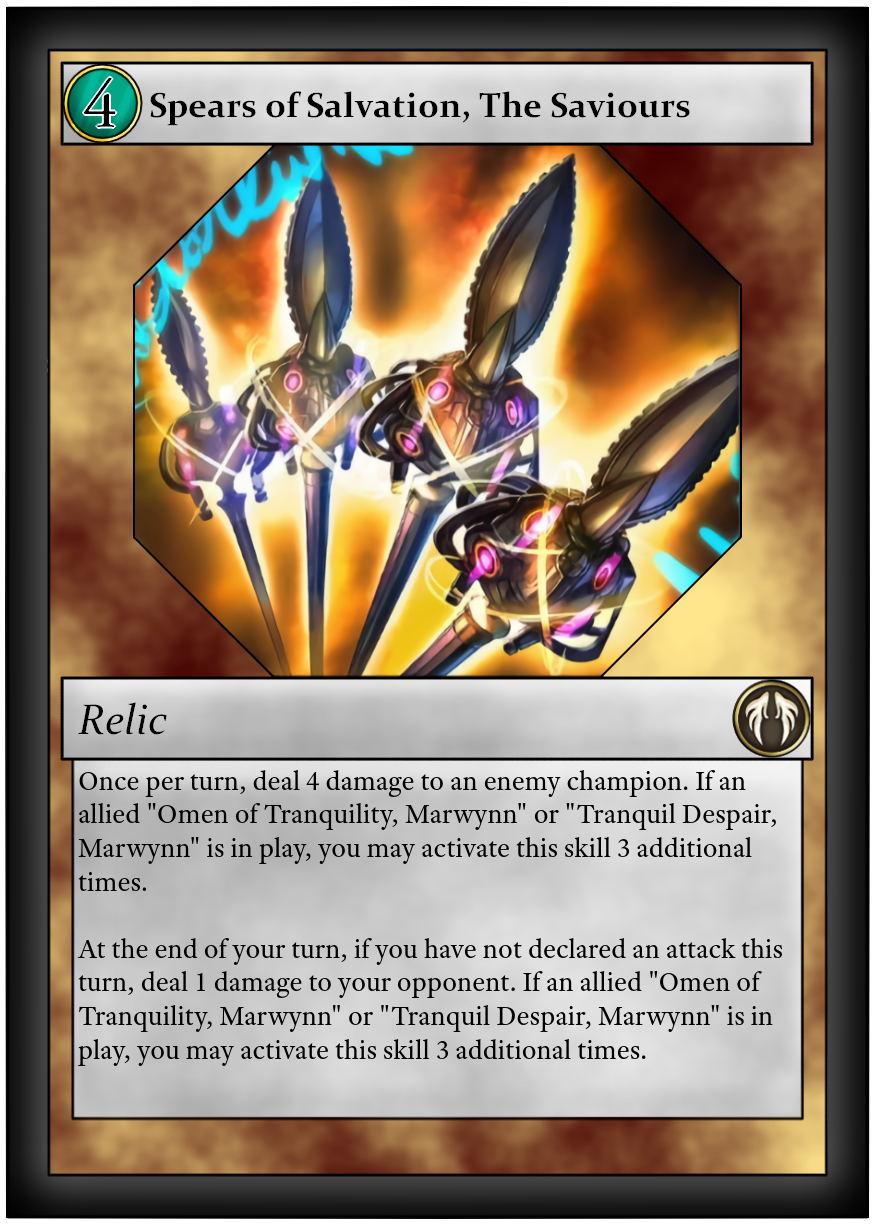 4
Spears of Salvation, The Saviours
Relic
Once per turn, deal 4 damage to an enemy champion. If an
allied "Omen of Tranquility, Marwynn" or "Tranquil Despair,
Marwynn" is in play, you may activate this skill 3 additional
times.
At the end of your turn, if you have not declared an attack this
turn, deal 1 damage to your opponent. If an allied "Omen of
Tranquility, Marwynn" or "Tranquil Despair, Marwynn" is in
play, you may activate this skill 3 additional times.